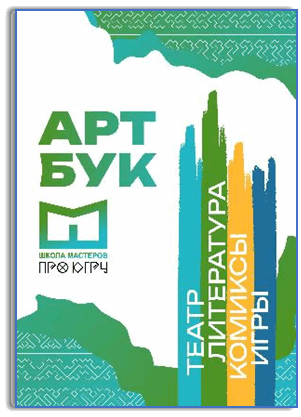 АРТ
БУК
ШКОЛА МАСТЕРОВ
ПРО ЮГРУ
ТЕАТР
ЛИТЕРАТУРА
КОМИКСЫ
ИГРЫ